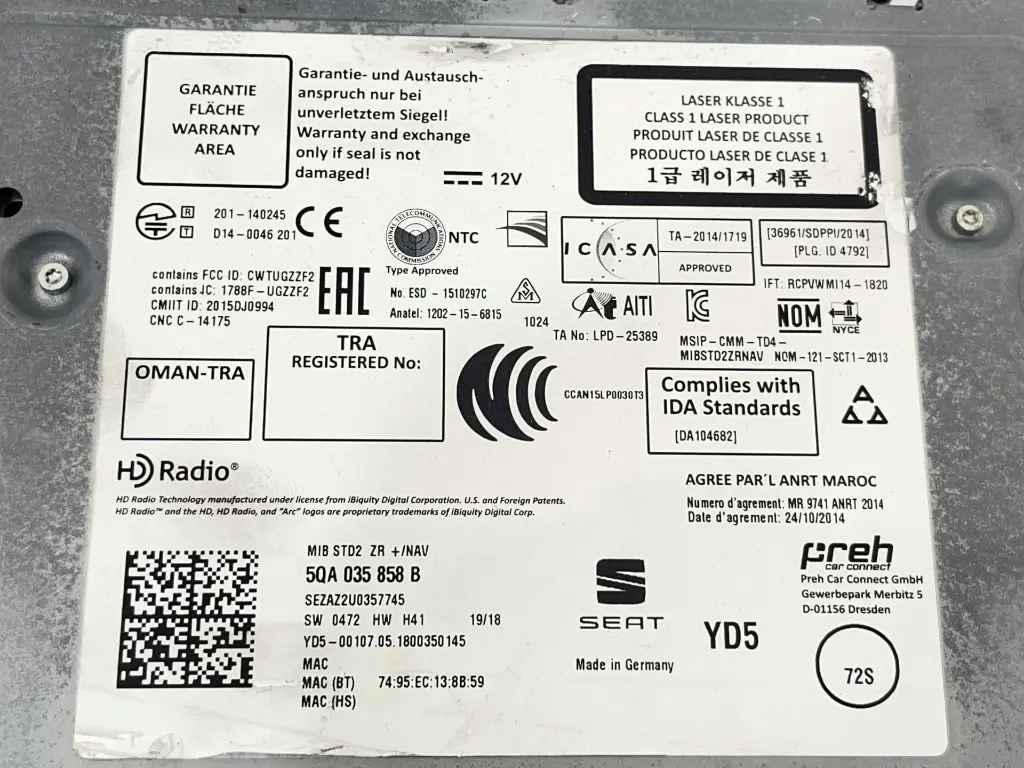 GARANTIE
FLÄCHE
WARRANTY
AREA
Garantie- und Austausch-
anspruch nur bei
unverletztem Siegel!
Warranty and exchange
only if seal is not
damaged!
12V
LASER KLASSE 1
CLASS 1 LASER PRODUCT
PRODUIT LASER DE CLASSE 1
PRODUCTO LASER DE CLASE 1
1급 레이저 제품
R 201-140245
T D14-0046 201
CE
NATIONAL TELECOMMUNICATIONS COMMISSION
NTC
Type Approved
ICASA
TA-2014/1719
APPROVED
[36961/SDPPI/2014]
[PLG. ID 4792]
IFT: RCPVWMI14-1820
contains FCC ID: CWTUGZZF2
contains JC: 1788F-UGZZF2
CMIIT ID: 2015DJ0994
CNC C-14175
EAC
No. ESD-1510297C
Anatel: 1202-15-6815
1024
AITI
TA No: LPD-25389
NOM
NYCE
MSIP-CMM-TD4-
MIBSTD2ZRNAV
NOM-121-SCT1-2013
OMAN-TRA
TRA
REGISTERED No:
CCAN15LP0030T3
Complies with
IDA Standards
[DA104682]
HD Radio®
HD Radio Technology manufactured under license from iBiquity Digital Corporation. U.S. and Foreign Patents.
HD Radio™ and the HD, HD Radio, and "Arc" logos are proprietary trademarks of iBiquity Digital Corp.
AGREE PAR´L ANRT MAROC
Numero d'agrement: MR 9741 ANRT 2014
Date d'agrement: 24/10/2014
MIB STD2 ZR +/NAV
5QA 035 858 B
SEZAZ2U0357745
SW 0472 HW H41 19/18
YD5-00107.05.1800350145
MAC
MAC (BT) 74:95:EC:13:8B:59
MAC (HS)
SEAT
Made in Germany
YD5
preh
car connect
Preh Car Connect GmbH
Gewerbepark Merbitz 5
D-01156 Dresden
72S